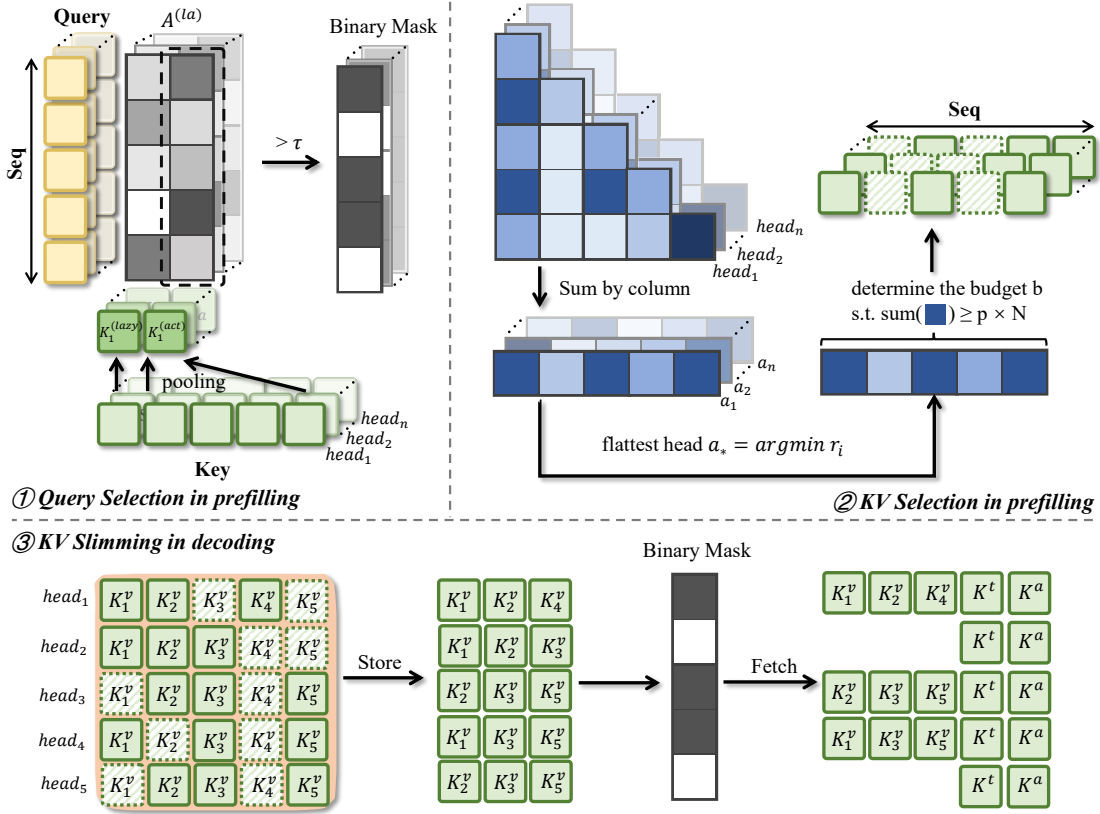 Query
A^(la)
Binary Mask
Seq
> τ
K_1^(lazy) K_1^(act)
pooling
head_n
head_2
head_1
Key
① Query Selection in prefilling
head_n
head_2
head_1
Sum by column
a_n
a_2
a_1
flattest head a_* = argmin r_i
Seq
determine the budget b
s.t. sum( ) ≥ p × N
② KV Selection in prefilling
③ KV Slimming in decoding
head_1 K_1^v K_2^v K_3^v K_4^v K_5^v
head_2 K_1^v K_2^v K_3^v K_4^v K_5^v
head_3 K_1^v K_2^v K_3^v K_4^v K_5^v
head_4 K_1^v K_2^v K_3^v K_4^v K_5^v
head_5 K_1^v K_2^v K_3^v K_4^v K_5^v
Store
K_1^v K_2^v K_4^v
K_1^v K_2^v K_3^v
K_2^v K_3^v K_5^v
K_1^v K_3^v K_5^v
K_2^v K_3^v K_5^v
Binary Mask
Fetch
K_1^v K_2^v K_4^v K^t K^a
K^t K^a
K_2^v K_3^v K_5^v K^t K^a
K_1^v K_3^v K_5^v K^t K^a
K^t K^a